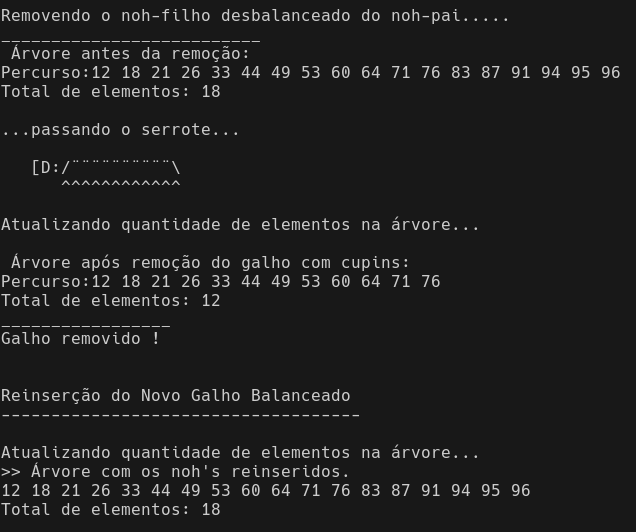 Removendo o noh-filho desbalanceado do noh-pai.....
__________________________
 Árvore antes da remoção:
Percurso:12 18 21 26 33 44 49 53 60 64 71 76 83 87 91 94 95 96
Total de elementos: 18
...passando o serrote...
   [D:/¨¨¨¨¨¨¨¨¨¨\
      ^^^^^^^^^^^^
Atualizando quantidade de elementos na árvore...
 Árvore após remoção do galho com cupins:
Percurso:12 18 21 26 33 44 49 53 60 64 71 76
Total de elementos: 12
_________________
Galho removido !
Reinserção do Novo Galho Balanceado
------------------------------------
Atualizando quantidade de elementos na árvore...
>> Árvore com os noh's reinseridos.
12 18 21 26 33 44 49 53 60 64 71 76 83 87 91 94 95 96
Total de elementos: 18